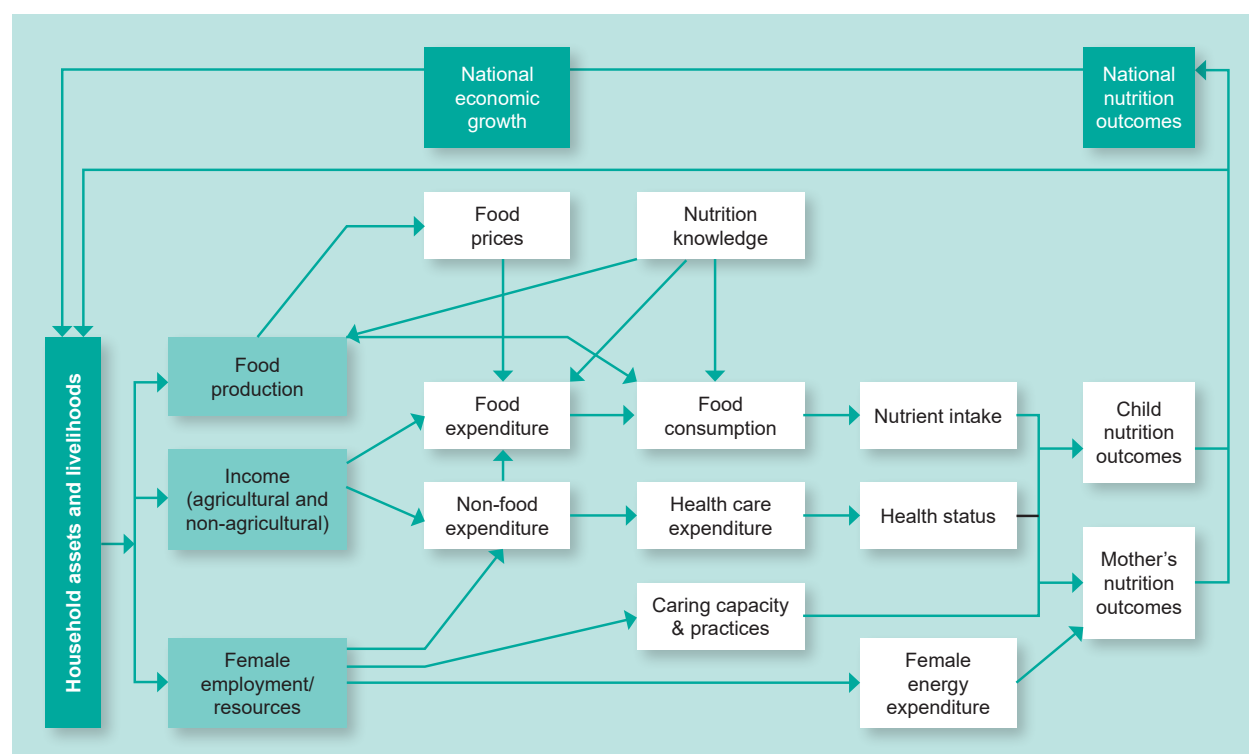 National
economic
growth
National
nutrition
outcomes
Food
prices
Nutrition
knowledge
Household assets and livelihoods
Food
production
Food
expenditure
Food
consumption
Nutrient intake
Child
nutrition
outcomes
Income
(agricultural and
non-agricultural)
Non-food
expenditure
Health care
expenditure
Health status
Mother’s
nutrition
outcomes
Caring capacity
& practices
Female
employment/
resources
Female
energy
expenditure